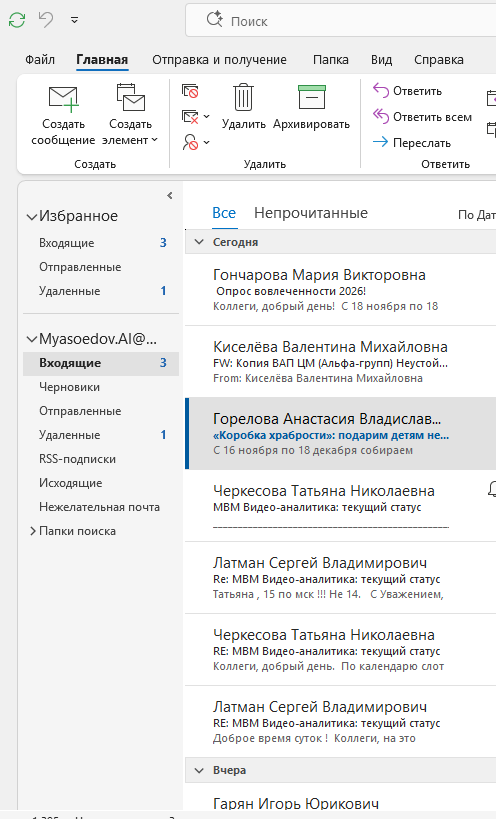 Поиск
Файл Главная Отправка и получение Папка Вид Справка
Создать сообщение
Создать элемент
Удалить
Архивировать
Ответить
Ответить всем
Переслать
Создать
Удалить
Ответить
Избранное
Входящие 3
Отправленные
Удаленные 1
Myasoedov.AI@...
Входящие 3
Черновики
Отправленные
Удаленные 1
RSS-подписки
Исходящие
Нежелательная почта
Папки поиска
Все Непрочитанные По Дат
Сегодня
Гончарова Мария Викторовна
Опрос вовлеченности 2026!
Коллеги, добрый день! С 18 ноября по 18
Киселёва Валентина Михайловна
FW: Копия ВАП ЦМ (Альфа-групп) Неустой...
From: Киселёва Валентина Михайловна
Горелова Анастасия Владислав...
«Коробка храбрости»: подарим детям не...
С 16 ноября по 18 декабря собираем
Черкесова Татьяна Николаевна
МВМ Видео-аналитика: текущий статус
Латман Сергей Владимирович
Re: МВМ Видео-аналитика: текущий статус
Татьяна , 15 по мск !!! Не 14. С Уважением,
Черкесова Татьяна Николаевна
RE: МВМ Видео-аналитика: текущий статус
Коллеги, добрый день. По календарю слот
Латман Сергей Владимирович
RE: МВМ Видео-аналитика: текущий статус
Доброе время суток ! Коллеги, на это
Вчера
Гарян Игорь Юрикович